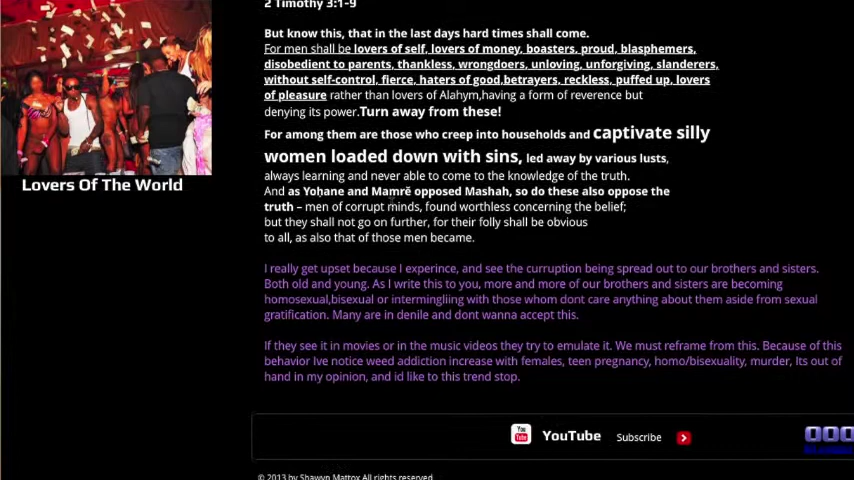 2 Timothy 3:1-9
But know this, that in the last days hard times shall come.
For men shall be lovers of self, lovers of money, boasters, proud, blasphemers,
disobedient to parents, thankless, wrongdoers, unloving, unforgiving, slanderers,
without self-control, fierce, haters of good,betrayers, reckless, puffed up, lovers
of pleasure rather than lovers of Alahym,having a form of reverence but
denying its power.Turn away from these!
For among them are those who creep into households and captivate silly
women loaded down with sins, led away by various lusts,
always learning and never able to come to the knowledge of the truth.
And as Yoḥane and Mamrĕ opposed Mashah, so do these also oppose the
truth – men of corrupt minds, found worthless concerning the belief;
but they shall not go on further, for their folly shall be obvious
to all, as also that of those men became.
Lovers Of The World
I really get upset because I experince, and see the curruption being spread out to our brothers and sisters.
Both old and young. As I write this to you, more and more of our brothers and sisters are becoming
homosexual,bisexual or intermingliing with those whom dont care anything about them aside from sexual
gratification. Many are in denile and dont wanna accept this.
If they see it in movies or in the music videos they try to emulate it. We must reframe from this. Because of this
behavior Ive notice weed addiction increase with females, teen pregnancy, homo/bisexuality, murder, Its out of
hand in my opinion, and id like to this trend stop.
You Tube YouTube Subscribe
000
© 2013 by Shawyn Mattox All rights reserved